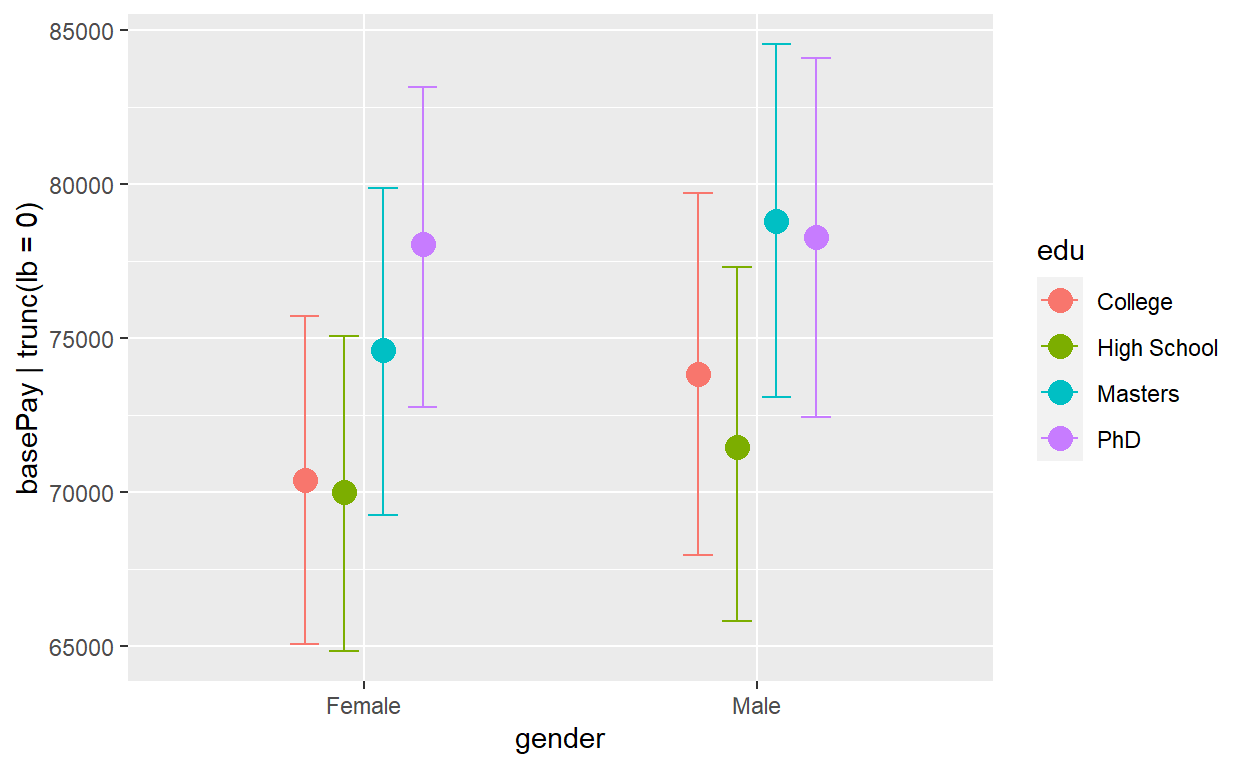 85000
80000
75000
70000
65000
basePay | trunc(lb = 0)
Female
Male
gender
edu
College
High School
Masters
PhD